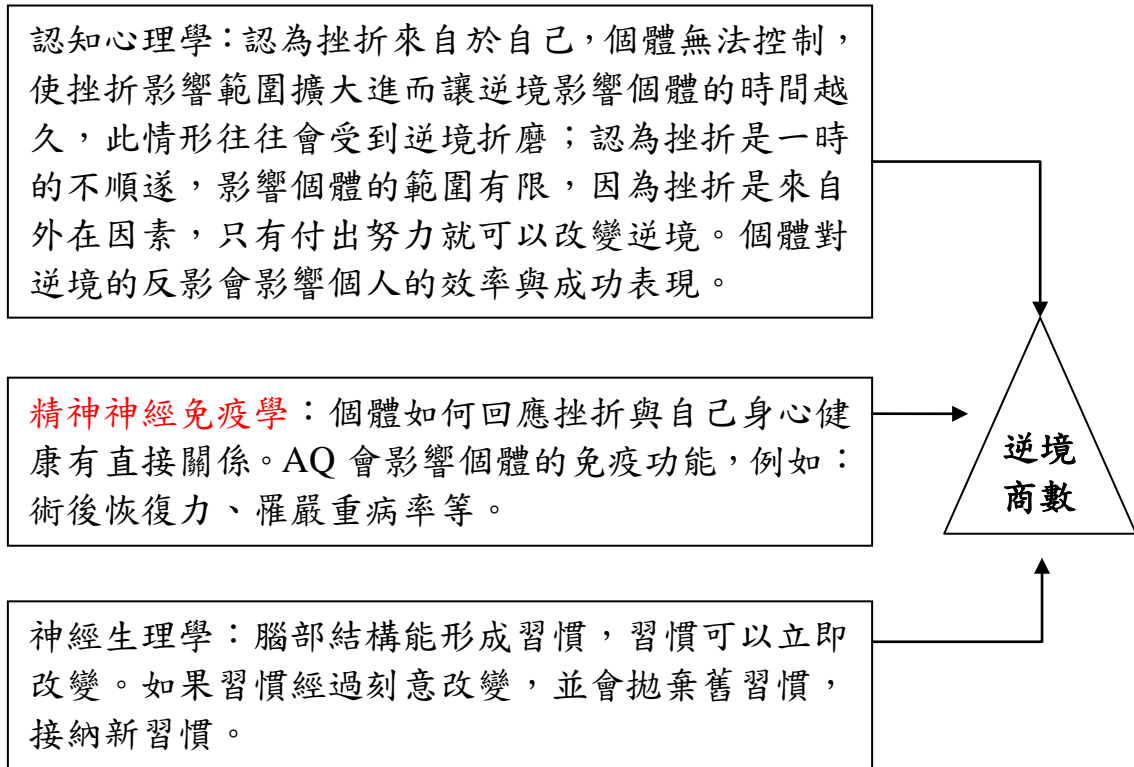 認知心理學：認為挫折來自於自己，個體無法控制，
使挫折影響範圍擴大進而讓逆境影響個體的時間越
久，此情形往往會受到逆境折磨；認為挫折是一時
的不順遂，影響個體的範圍有限，因為挫折是來自
外在因素，只有付出努力就可以改變逆境。個體對
逆境的反影會影響個人的效率與成功表現。
精神神經免疫學：個體如何回應挫折與自己身心健
康有直接關係。AQ 會影響個體的免疫功能，例如：
術後恢復力、罹嚴重病率等。
逆境
商數
神經生理學：腦部結構能形成習慣，習慣可以立即
改變。如果習慣經過刻意改變，並會拋棄舊習慣，
接納新習慣。